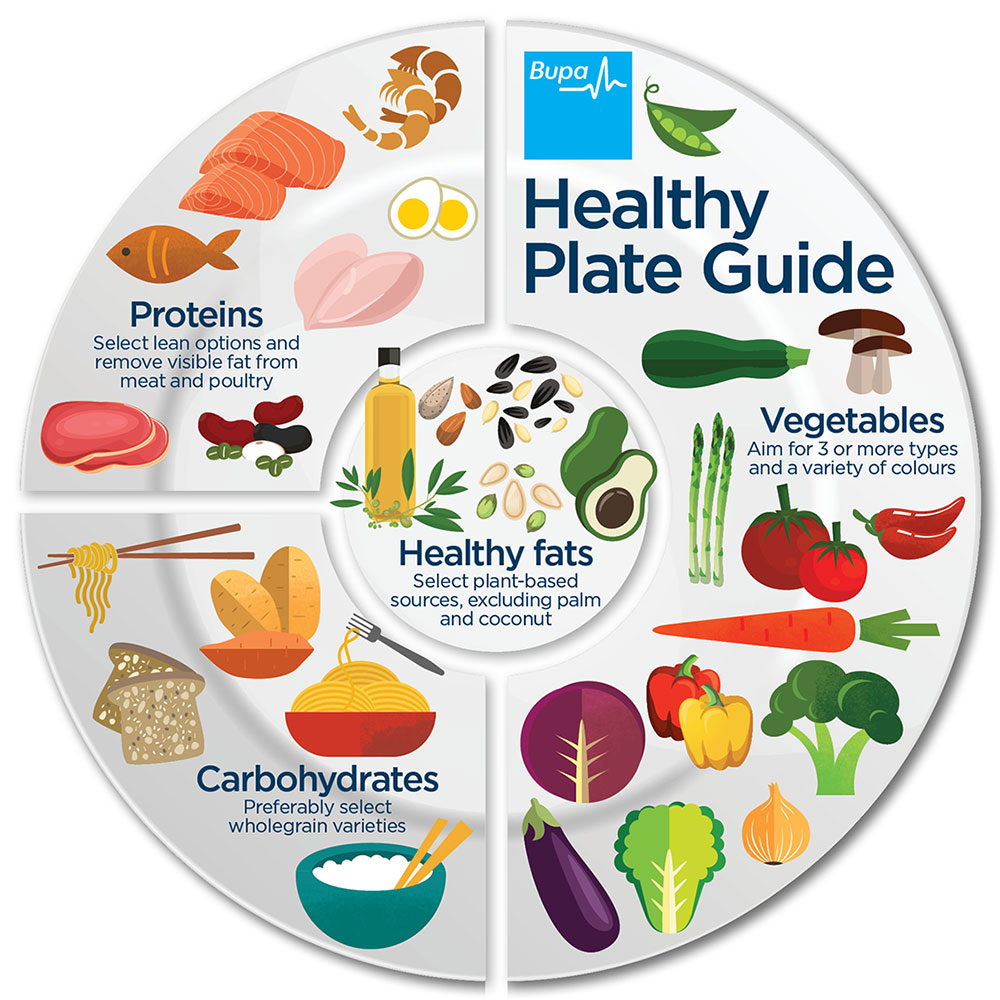 Bupa
Healthy
Plate Guide
Proteins
Select lean options and
remove visible fat from
meat and poultry
Vegetables
Aim for 3 or more types
and a variety of colours
Healthy fats
Select plant-based
sources, excluding palm
and coconut
Carbohydrates
Preferably select
wholegrain varieties